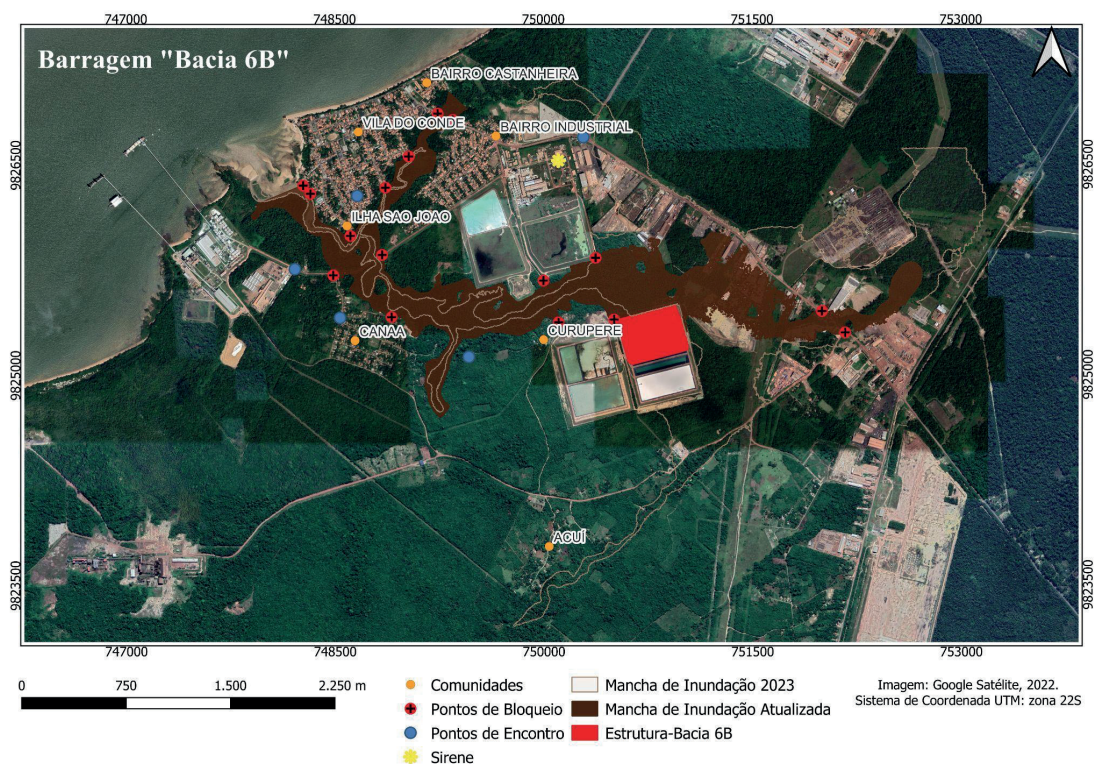 747000 748500 750000 751500 753000
Barragem "Bacia 6B"
BAIRRO CASTANHEIRA
VILA DO CONDE
BAIRRO INDUSTRIAL
9826500 9826500
ILHA SAO JOAO
CANAA
CURUPERE
9825000 9825000
ACUÍ
9823500 9823500
747000 748500 750000 751500 753000
0 750 1.500 2.250 m
Comunidades
Pontos de Bloqueio
Pontos de Encontro
Sirene
Mancha de Inundação 2023
Mancha de Inundação Atualizada
Estrutura-Bacia 6B
Imagem: Google Satélite, 2022.
Sistema de Coordenada UTM: zona 22S